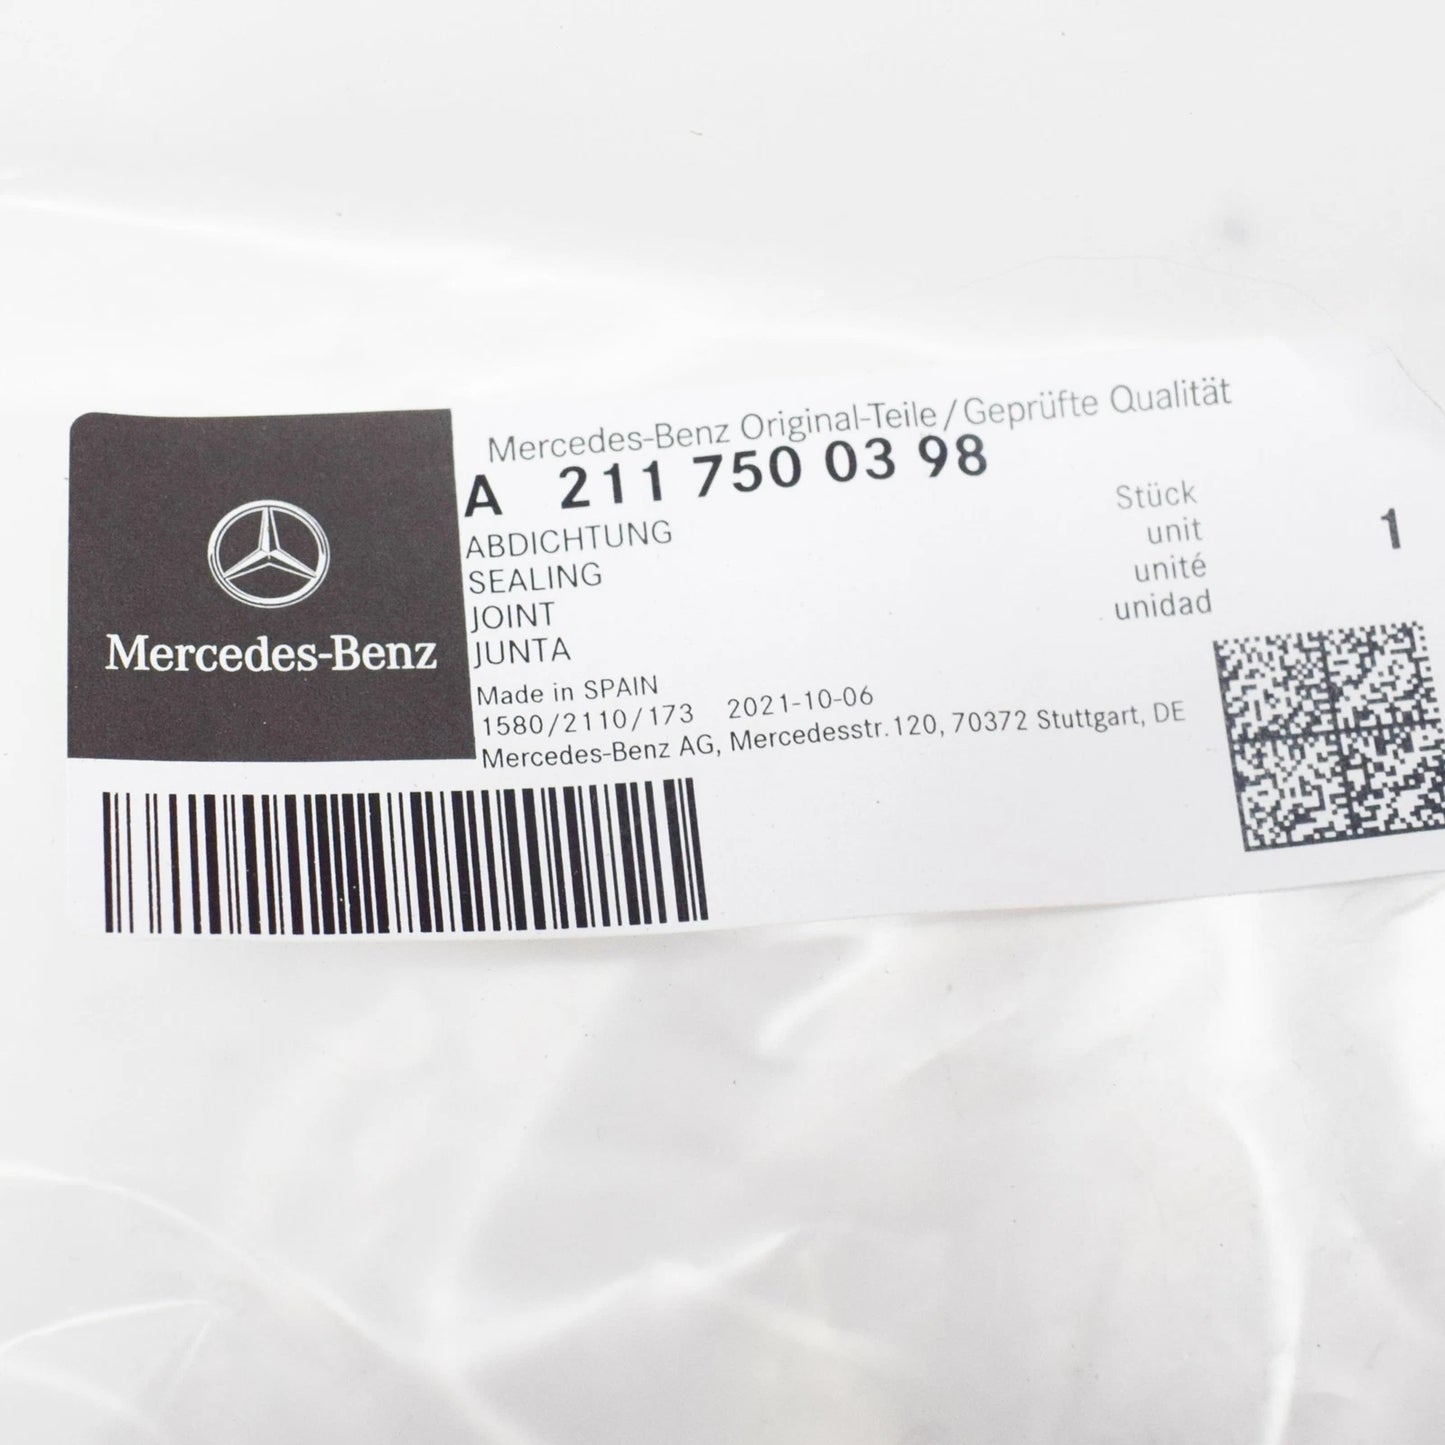 Mercedes-Benz Original-Teile / Geprüfte Qualität
A 211 750 03 98
ABDICHTUNG
SEALING
JOINT
JUNTA
Stück
unit
unité
unidad
1
Made in SPAIN
1580/2110/173 2021-10-06
Mercedes-Benz AG, Mercedesstr. 120, 70372 Stuttgart, DE
Mercedes-Benz